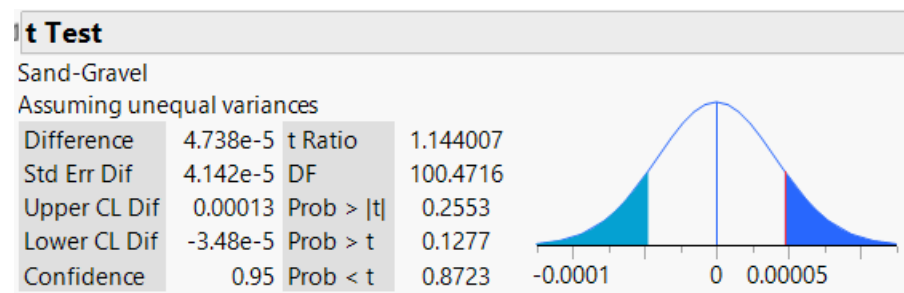 t Test
Sand-Gravel
Assuming unequal variances
Difference 4.738e-5 t Ratio 1.144007
Std Err Dif 4.142e-5 DF 100.4716
Upper CL Dif 0.00013 Prob > |t| 0.2553
Lower CL Dif -3.48e-5 Prob > t 0.1277
Confidence 0.95 Prob < t 0.8723
-0.0001 0 0.00005